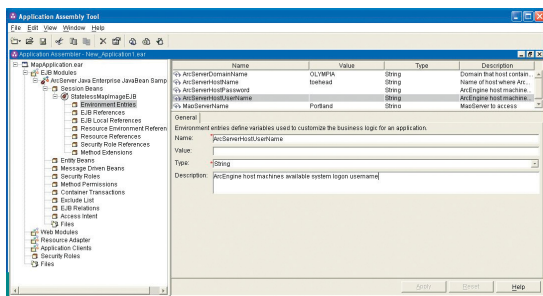 Application Assembly Tool
File Edit View Window Help
Application Assembler - New_Application1.ear
MapApplication.ear
EJB Modules
ArcServer Java Enterprise JavaBean Samp
Session Beans
StatelessMapImageEJB
Environment Entries
EJB References
EJB Local References
Resource Environment Referen
Resource References
Security Role References
Method Extensions
Entity Beans
Message Driven Beans
Security Roles
Method Permissions
Container Transactions
Exclude List
EJB Relations
Access Intent
Files
Web Modules
Resource Adapter
Application Clients
Security Roles
Files
Name Value Type Description
ArcServerDomainName OLYMPIA String Domain that host contain...
ArcServerHostName toehead String Name of host where Arc...
ArcServerHostPassword String ArcEngine host machine...
ArcServerHostUserName String ArcEngine host machine...
MapServerName Portland String MapServer to access
General
Environment entries define variables used to customize the business logic for an application.
Name: *ArcServerHostUserName
Value:
Type: *String
Description: ArcEngine host machines available system logon username
Apply Reset Help